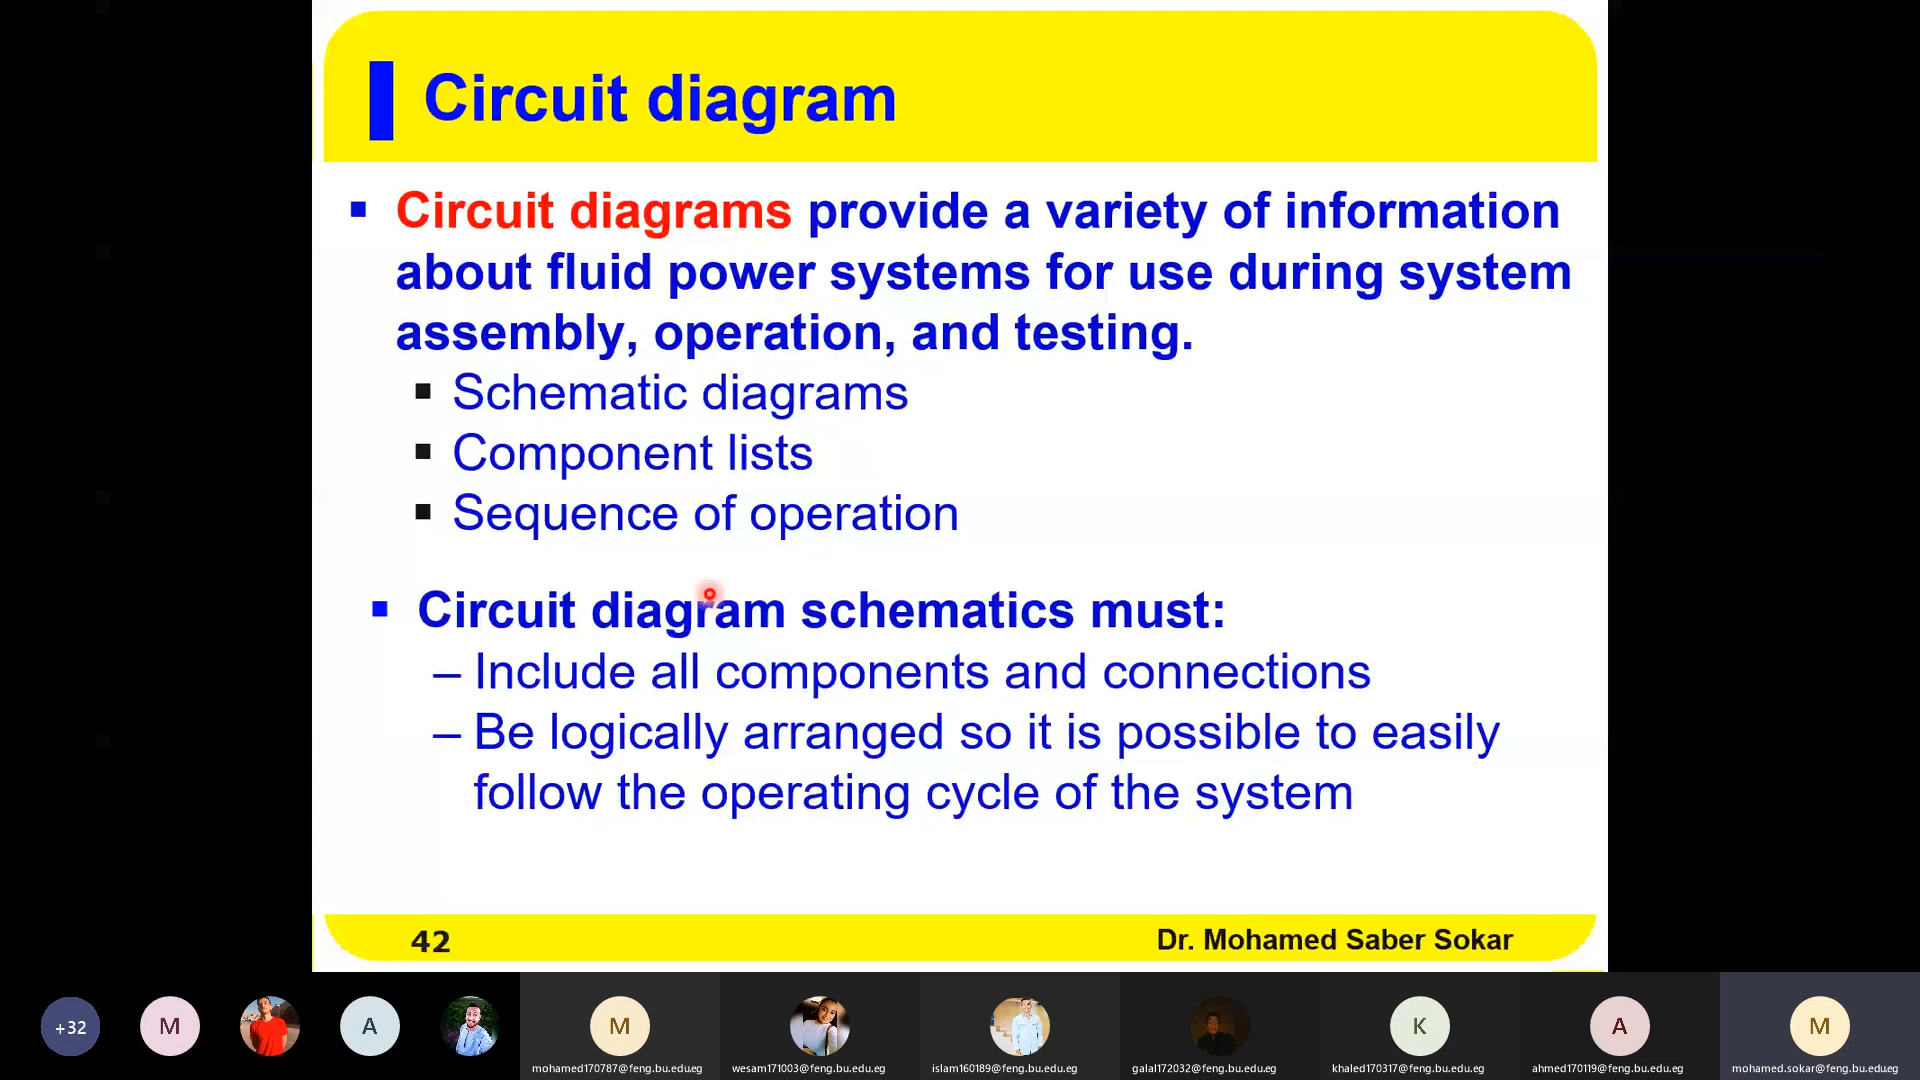 Circuit diagram
▪ Circuit diagrams provide a variety of information
about fluid power systems for use during system
assembly, operation, and testing.
▪ Schematic diagrams
▪ Component lists
▪ Sequence of operation
▪ Circuit diagram schematics must:
– Include all components and connections
– Be logically arranged so it is possible to easily
follow the operating cycle of the system
42
Dr. Mohamed Saber Sokar
+32
M
A
M
K
A
M
mohamed170787@feng.bu.edu.eg
wesam171003@feng.bu.edu.eg
islam160189@feng.bu.edu.eg
galal172032@feng.bu.edu.eg
khaled170317@feng.bu.edu.eg
ahmed170119@feng.bu.edu.eg
mohamed.sokar@feng.bu.edu.eg